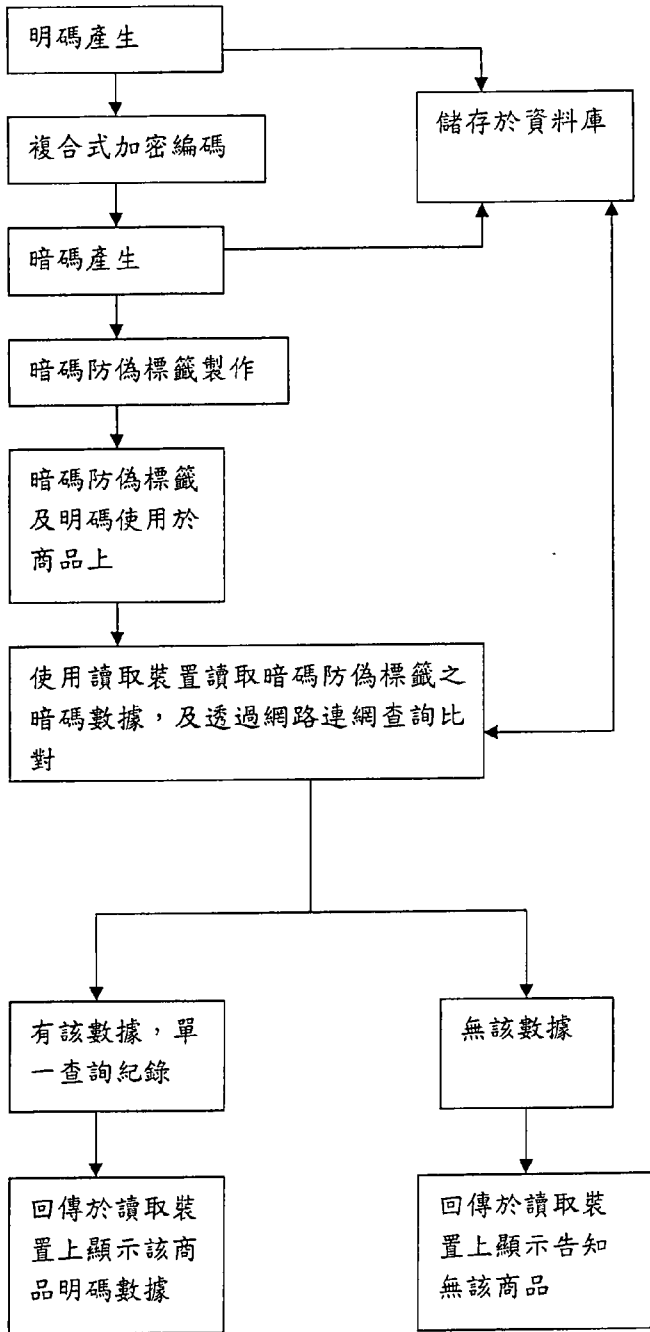 明碼產生
儲存於資料庫
複合式加密編碼
暗碼產生
暗碼防偽標籤製作
暗碼防偽標籤
及明碼使用於
商品上
使用讀取裝置讀取暗碼防偽標籤之
暗碼數據,及透過網路連網查詢比
對
有該數據,單
一查詢紀錄
無該數據
回傳於讀取裝
置上顯示該商
品明碼數據
回傳於讀取裝
置上顯示告知
無該商品